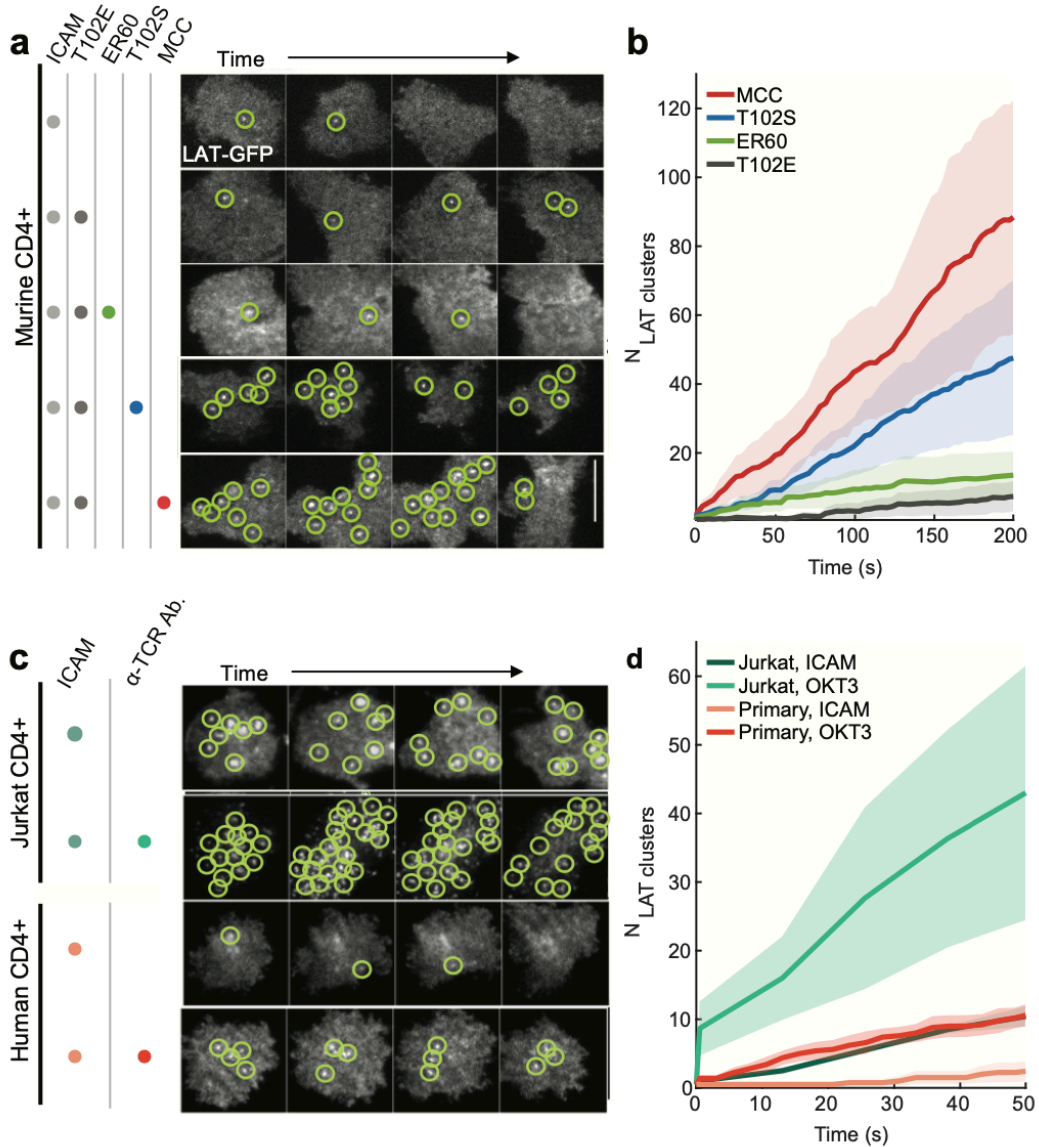 a
ICAM
T102E
ER60
T102S
MCC
Time
Murine CD4+
LAT-GFP
b
MCC
T102S
ER60
T102E
N LAT clusters
120
100
80
60
40
20
0 50 100 150 200
Time (s)
c
ICAM
α-TCR Ab.
Time
Jurkat CD4+
Human CD4+
d
Jurkat, ICAM
Jurkat, OKT3
Primary, ICAM
Primary, OKT3
N LAT clusters
60
50
40
30
20
10
0
0 10 20 30 40 50
Time (s)